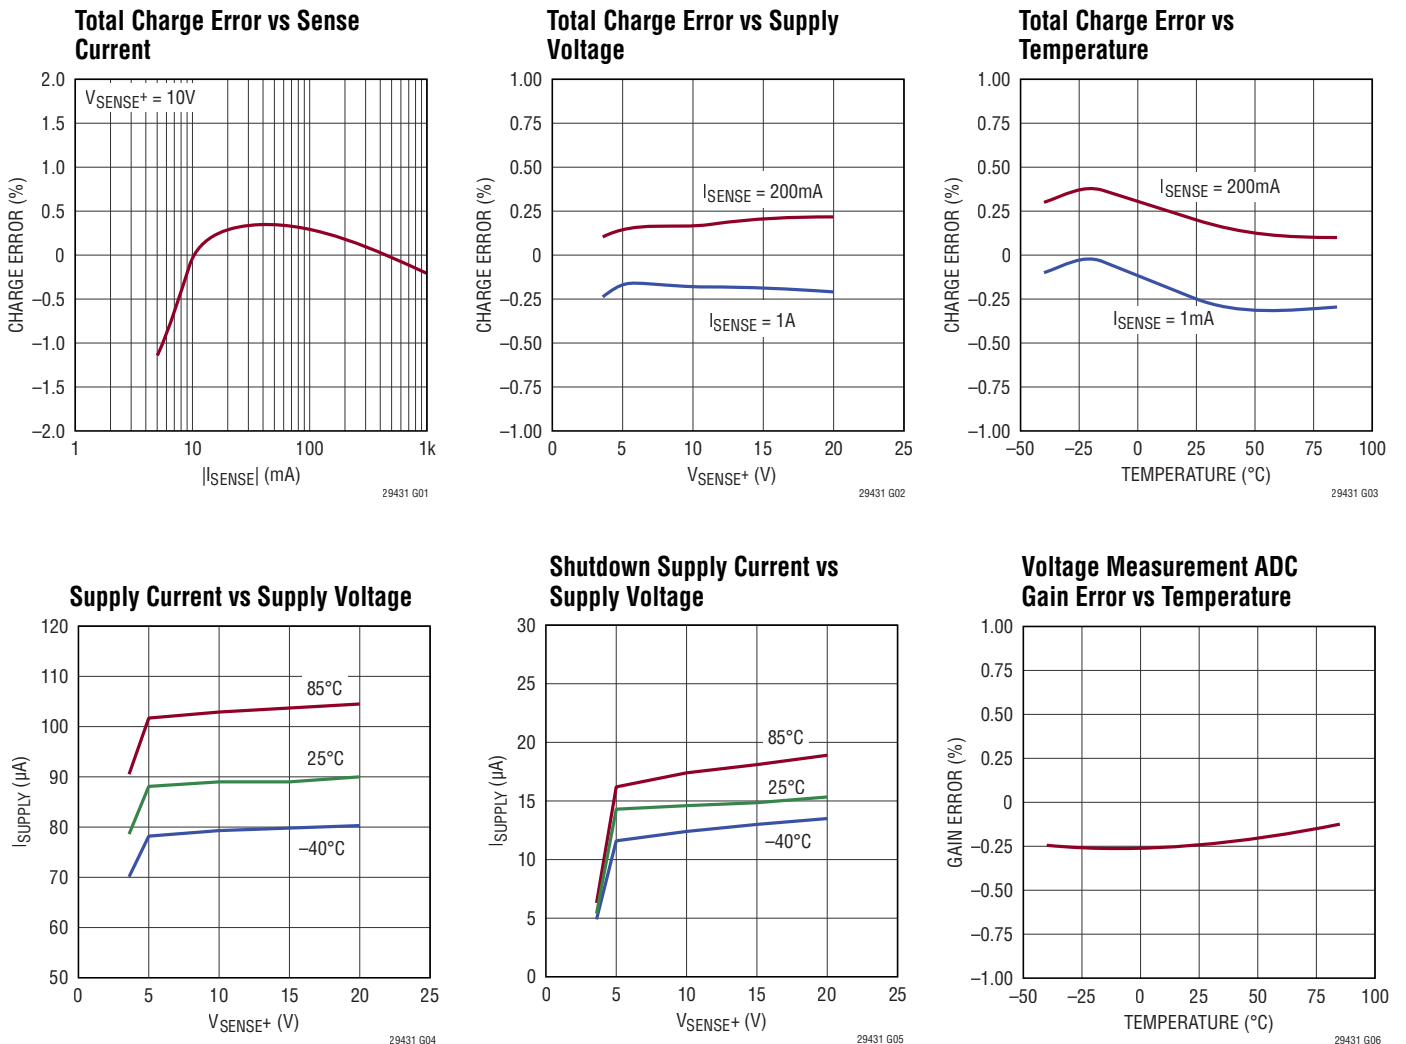 Total Charge Error vs Sense
Current
2.0
1.5
1.0
0.5
0
–0.5
–1.0
–1.5
–2.0
CHARGE ERROR (%)
VSENSE+ = 10V
1
10
100
1k
|ISENSE| (mA)
29431 G01
Total Charge Error vs Supply
Voltage
1.00
0.75
0.50
0.25
0
–0.25
–0.50
–0.75
–1.00
CHARGE ERROR (%)
ISENSE = 200mA
ISENSE = 1A
0
5
10
15
20
25
VSENSE+ (V)
29431 G02
Total Charge Error vs
Temperature
1.00
0.75
0.50
0.25
0
–0.25
–0.50
–0.75
–1.00
CHARGE ERROR (%)
ISENSE = 200mA
ISENSE = 1mA
–50
–25
0
25
50
75
100
TEMPERATURE (°C)
29431 G03
Supply Current vs Supply Voltage
120
110
100
90
80
70
60
50
ISUPPLY (µA)
85°C
25°C
–40°C
0
5
10
15
20
25
VSENSE+ (V)
29431 G04
Shutdown Supply Current vs
Supply Voltage
30
25
20
15
10
5
0
ISUPPLY (µA)
85°C
25°C
–40°C
0
5
10
15
20
25
VSENSE+ (V)
29431 G05
Voltage Measurement ADC
Gain Error vs Temperature
1.00
0.75
0.50
0.25
0
–0.25
–0.50
–0.75
–1.00
GAIN ERROR (%)
–50
–25
0
25
50
75
100
TEMPERATURE (°C)
29431 G06